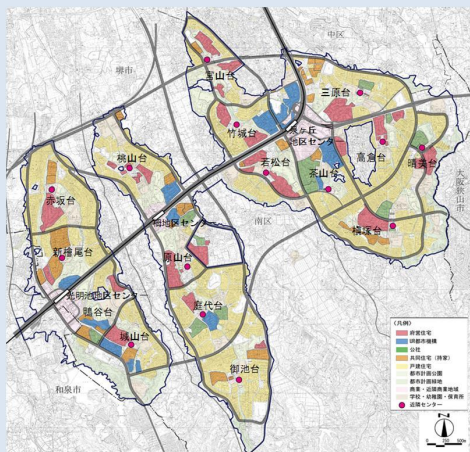 中区
堺市
宮山台
三原台
竹城台
泉ヶ丘
地区センター
高倉台
晴美台
若松台
茶山台
大阪狭山市
桃山台
赤坂台
南区
槇塚台
栂地区センター
新檜尾台
原山台
光明池地区センター
鴨谷台
庭代台
城山台
御池台
和泉市
〈凡例〉
府営住宅
UR都市機構
公社
共同住宅（持家）
戸建住宅
都市計画公園
都市計画緑地
商業・近隣商業地域
学校・幼稚園・保育所
近隣センター
N
0 250 500m